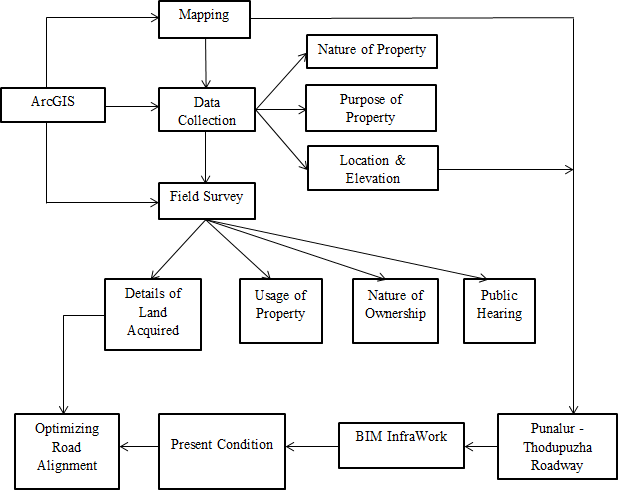 Mapping
Nature of Property
ArcGIS
Data
Collection
Purpose of
Property
Location &
Elevation
Field Survey
Details of
Land
Acquired
Usage of
Property
Nature of
Ownership
Public
Hearing
Optimizing
Road
Alignment
Present Condition
BIM InfraWork
Punalur -
Thodupuzha
Roadway